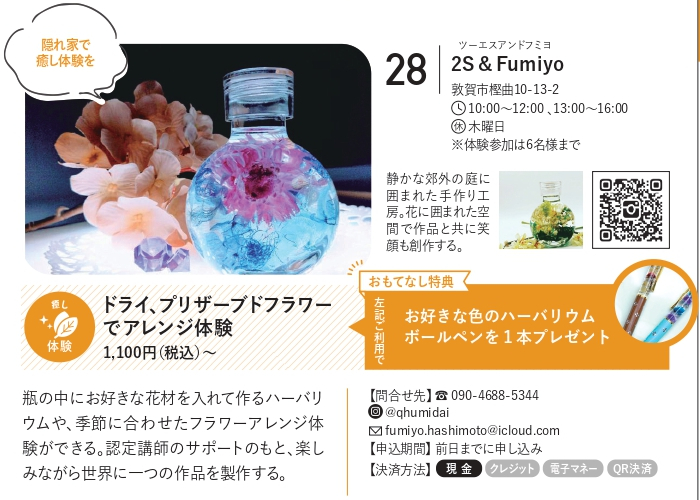 隠れ家で
癒し体験を
28
ツーエスアンドフミヨ
2S & Fumiyo
敦賀市樫曲10-13-2
10:00〜12:00、13:00〜16:00
休 木曜日
※体験参加は6名様まで
静かな郊外の庭に
囲まれた手作り工
房。花に囲まれた空
間で作品と共に笑
顔も創作する。
癒し
体験
ドライ、プリザーブドフラワー
でアレンジ体験
1,100円（税込）〜
おもてなし特典
左記ご利用で
お好きな色のハーバリウム
ボールペンを1本プレゼント
瓶の中にお好きな花材を入れて作るハーバリ
ウムや、季節に合わせたフラワーアレンジ体
験ができる。認定講師のサポートのもと、楽し
みながら世界に一つの作品を製作する。
【問合せ先】☎ 090-4688-5344
@qhumidai
fumiyo.hashimoto@icloud.com
【申込期間】前日までに申し込み
【決済方法】現金 クレジット 電子マネー QR決済